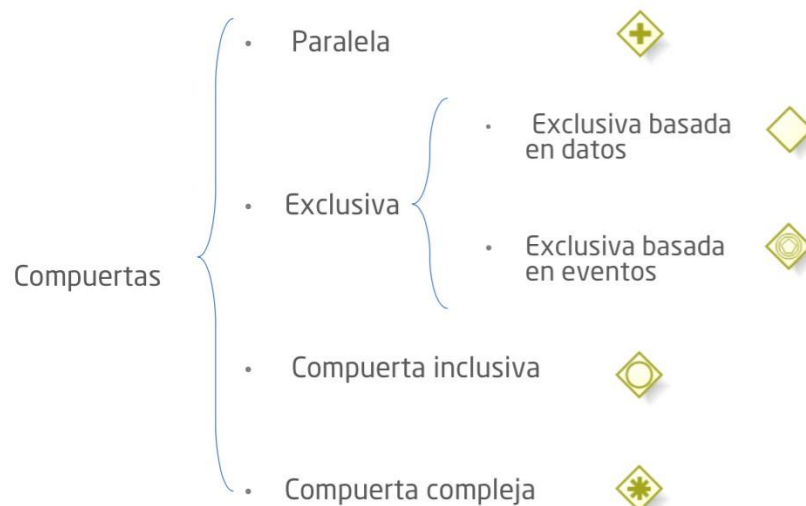 Compuertas
• Paralela
• Exclusiva
• Exclusiva basada
en datos
• Exclusiva basada
en eventos
• Compuerta inclusiva
• Compuerta compleja